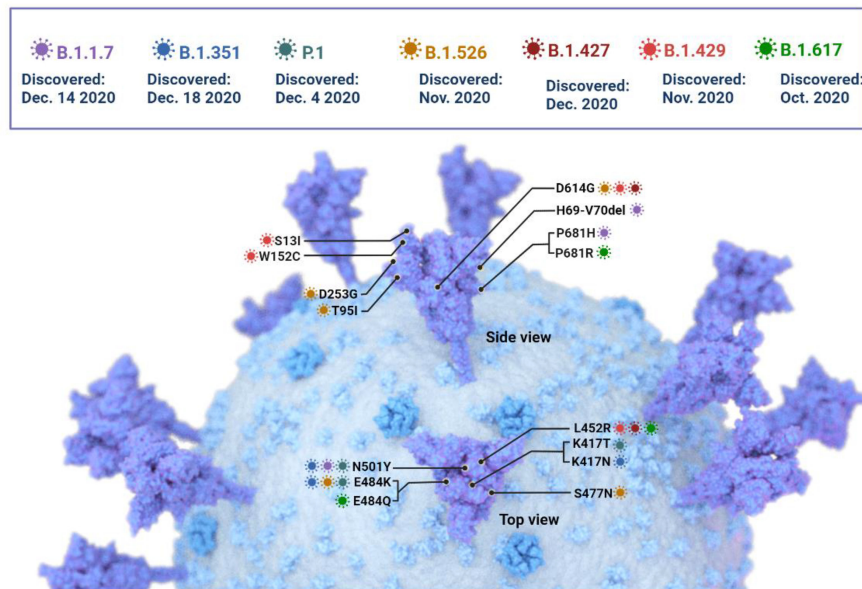 B.1.1.7
B.1.351
P.1
B.1.526
B.1.427
B.1.429
B.1.617
Discovered:
Dec. 14 2020
Discovered:
Dec. 18 2020
Discovered:
Dec. 4 2020
Discovered:
Nov. 2020
Discovered:
Dec. 2020
Discovered:
Nov. 2020
Discovered:
Oct. 2020
D614G
H69-V70del
P681H
P681R
S13I
W152C
D253G
T95I
Side view
L452R
K417T
K417N
N501Y
E484K
E484Q
S477N
Top view